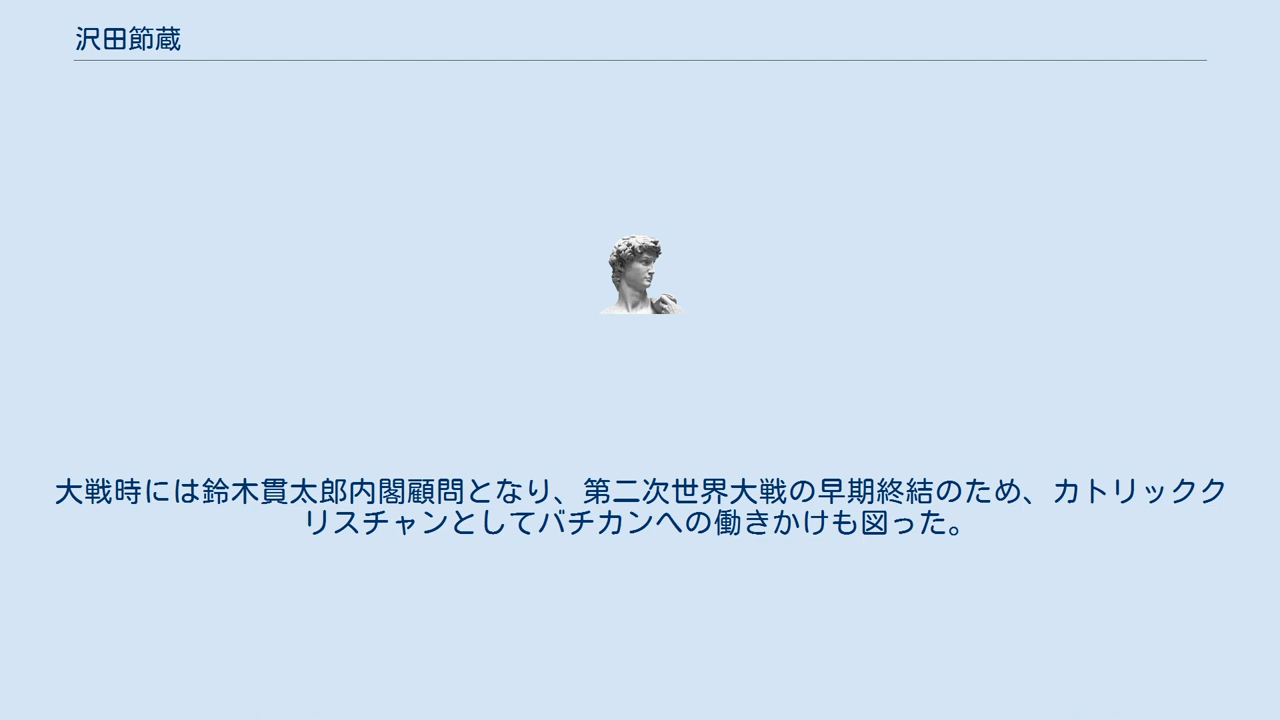 沢田節蔵
大戦時には鈴木貫太郎内閣顧問となり、第二次世界大戦の早期終結のため、カトリックク
リスチャンとしてバチカンへの働きかけも図った。